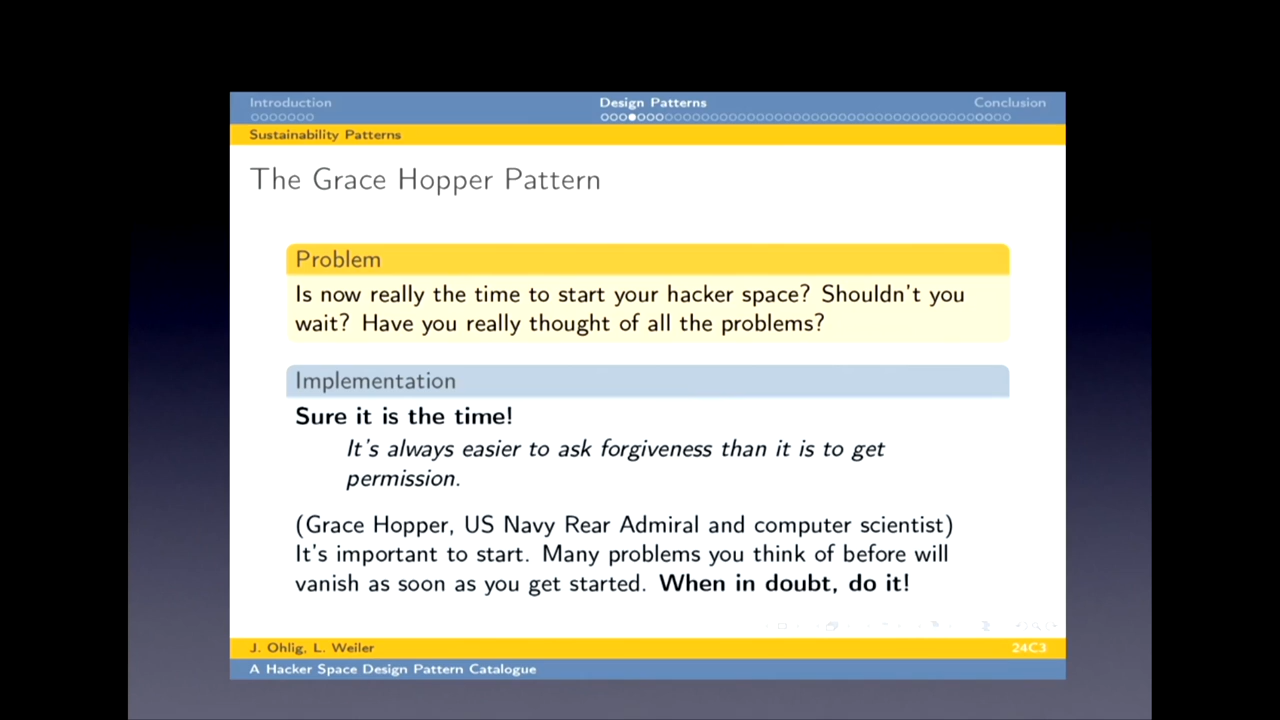 Introduction
Design Patterns
Conclusion
Sustainability Patterns
The Grace Hopper Pattern
Problem
Is now really the time to start your hacker space? Shouldn't you
wait? Have you really thought of all the problems?
Implementation
Sure it is the time!
It's always easier to ask forgiveness than it is to get
permission.
(Grace Hopper, US Navy Rear Admiral and computer scientist)
It's important to start. Many problems you think of before will
vanish as soon as you get started. When in doubt, do it!
J. Ohlig, L. Weiler
24C3
A Hacker Space Design Pattern Catalogue